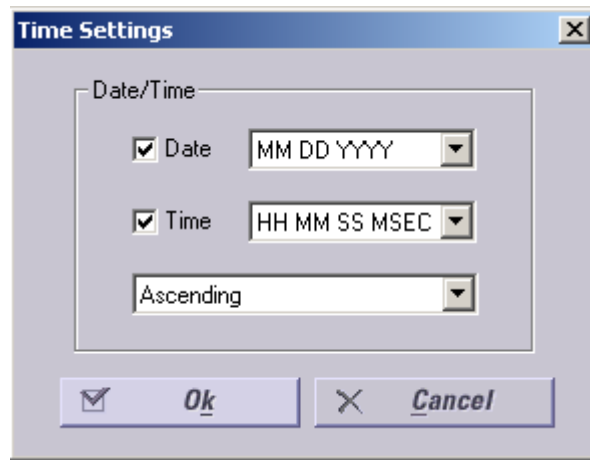 Time Settings
Date/Time
Date MM DD YYYY
Time HH MM SS MSEC
Ascending
Ok Cancel